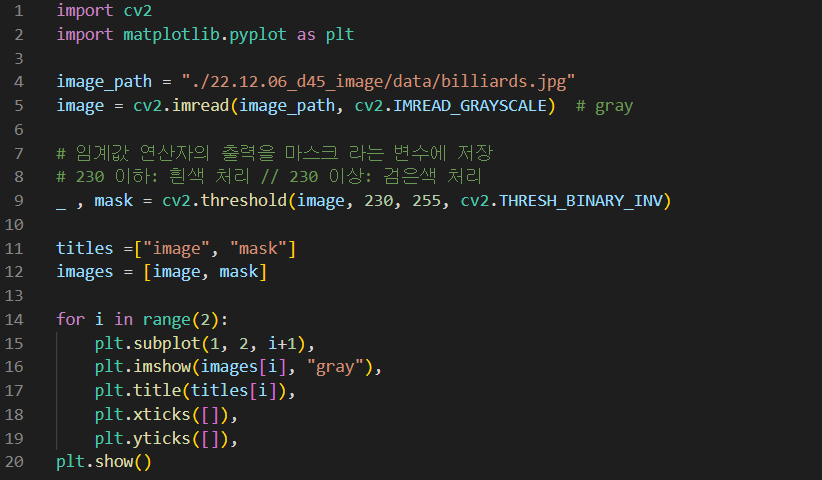 1 import cv2
2 import matplotlib.pyplot as plt
3
4 image_path = "./22.12.06_d45_image/data/billiards.jpg"
5 image = cv2.imread(image_path, cv2.IMREAD_GRAYSCALE)  # gray
6
7 # 임계값 연산자의 출력을 마스크 라는 변수에 저장
8 # 230 이하: 흰색 처리 // 230 이상: 검은색 처리
9 _ , mask = cv2.threshold(image, 230, 255, cv2.THRESH_BINARY_INV)
10
11 titles =["image", "mask"]
12 images = [image, mask]
13
14 for i in range(2):
15     plt.subplot(1, 2, i+1),
16     plt.imshow(images[i], "gray"),
17     plt.title(titles[i]),
18     plt.xticks([]),
19     plt.yticks([]),
20 plt.show()